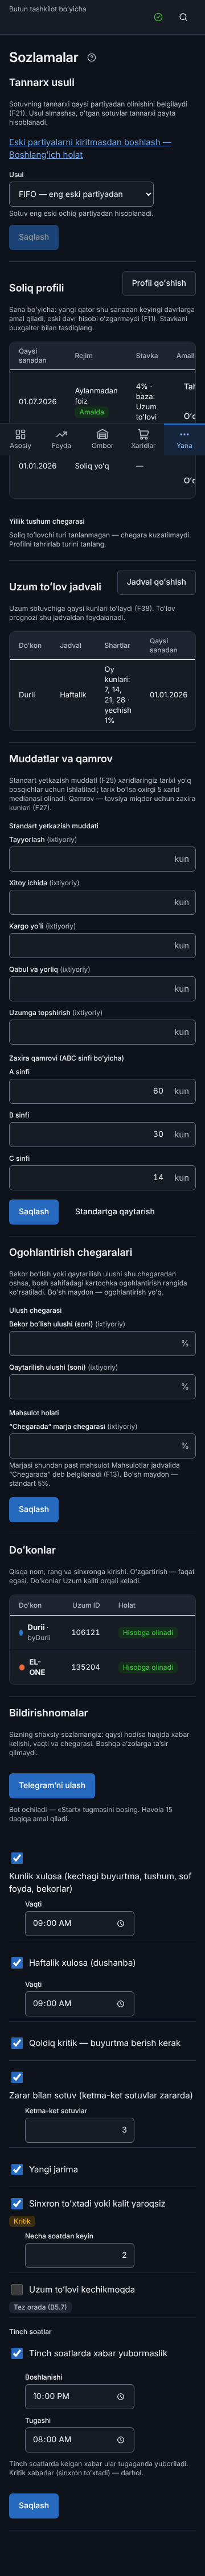 Butun tashkilot bo'yicha
Sozlamalar
Tannarx usuli
Sotuvning tannarxi qaysi partiyadan olinishini belgilaydi
(F21). Usul almashsa, o'tgan sotuvlar tannarxi qayta
hisoblanadi.
Eski partiyalarni kiritmasdan boshlash —
Boshlang'ich holat
Usul
FIFO — eng eski partiyadan
Sotuv eng eski ochiq partiyadan hisoblanadi.
Saqlash
Soliq profili
Profil qo'shish
Sana bo'yicha: yangi qator shu sanadan keyingi davrlarga
amal qiladi, eski davr hisobi o'zgarmaydi (F11). Stavkani
buxgalter bilan tasdiqlang.
Qaysi
sanadan
Rejim
Stavka
Amall
01.07.2026
Aylanmadan
foiz
Amalda
4% ·
baza:
Uzum
to'lovi
Tah
O'c
Asosiy
Foyda
Ombor
Xaridlar
Yana
01.01.2026
Soliq yo'q
—
O'c
Yillik tushum chegarasi
Soliq to'lovchi turi tanlanmagan — chegara kuzatilmaydi.
Profilni tahrirlab turini tanlang.
Uzum to'lov jadvali
Jadval qo'shish
Uzum sotuvchiga qaysi kunlari to'laydi (F38). To'lov
prognozi shu jadvaldan foydalanadi.
Do'kon
Jadval
Shartlar
Qaysi
sanadan
Durii
Haftalik
Oy
kunlari:
7, 14,
21, 28 ·
yechish
1%
01.01.2026
Muddatlar va qamrov
Standart yetkazish muddati (F25) xaridlaringiz tarixi yo'q
bosqichlar uchun ishlatiladi; tarix bo'lsa oxirgi 5 xarid
medianasi olinadi. Qamrov — tavsiya miqdor uchun zaxira
kunlari (F27).
Standart yetkazish muddati
Tayyorlash (ixtiyoriy)
kun
Xitoy ichida (ixtiyoriy)
kun
Kargo yo'li (ixtiyoriy)
kun
Qabul va yorliq (ixtiyoriy)
kun
Uzumga topshirish (ixtiyoriy)
kun
Zaxira qamrovi (ABC sinfi bo'yicha)
A sinfi
60 kun
B sinfi
30 kun
C sinfi
14 kun
Saqlash
Standartga qaytarish
Ogohlantirish chegaralari
Bekor bo'lish yoki qaytarilish ulushi shu chegaradan
oshsa, bosh sahifadagi kartochka ogohlantirish rangida
ko'rsatiladi. Bo'sh maydon — ogohlantirish yo'q.
Ulush chegarasi
Bekor bo'lish ulushi (soni) (ixtiyoriy)
%
Qaytarilish ulushi (soni) (ixtiyoriy)
%
Mahsulot holati
"Chegarada" marja chegarasi (ixtiyoriy)
%
Marjasi shundan past mahsulot Mahsulotlar jadvalida
"Chegarada" deb belgilanadi (F13). Bo'sh maydon —
standart 5%.
Saqlash
Do'konlar
Qisqa nom, rang va sinxronga kirishi. O'zgartirish — faqat
egasi. Do'konlar Uzum kaliti orqali keladi.
Do'kon
Uzum ID
Holat
Durii ·
byDurii
106121
Hisobga olinadi
EL-
ONE
135204
Hisobga olinadi
Bildirishnomalar
Sizning shaxsiy sozlamangiz: qaysi hodisa haqida xabar
kelishi, vaqti va chegarasi. Boshqa a'zolarga ta'sir
qilmaydi.
Telegram'ni ulash
Bot ochiladi — «Start» tugmasini bosing. Havola 15
daqiqa amal qiladi.
Kunlik xulosa (kechagi buyurtma, tushum, sof
foyda, bekorlar)
Vaqti
09:00 AM
Haftalik xulosa (dushanba)
Vaqti
09:00 AM
Qoldiq kritik — buyurtma berish kerak
Zarar bilan sotuv (ketma-ket sotuvlar zararda)
Ketma-ket sotuvlar
3
Yangi jarima
Sinxron to'xtadi yoki kalit yaroqsiz
Kritik
Necha soatdan keyin
2
Uzum to'lovi kechikmoqda
Tez orada (B5.7)
Tinch soatlar
Tinch soatlarda xabar yubormaslik
Boshlanishi
10:00 PM
Tugashi
08:00 AM
Tinch soatlarda kelgan xabar ular tugaganda yuboriladi.
Kritik xabarlar (sinxron to'xtadi) — darhol.
Saqlash